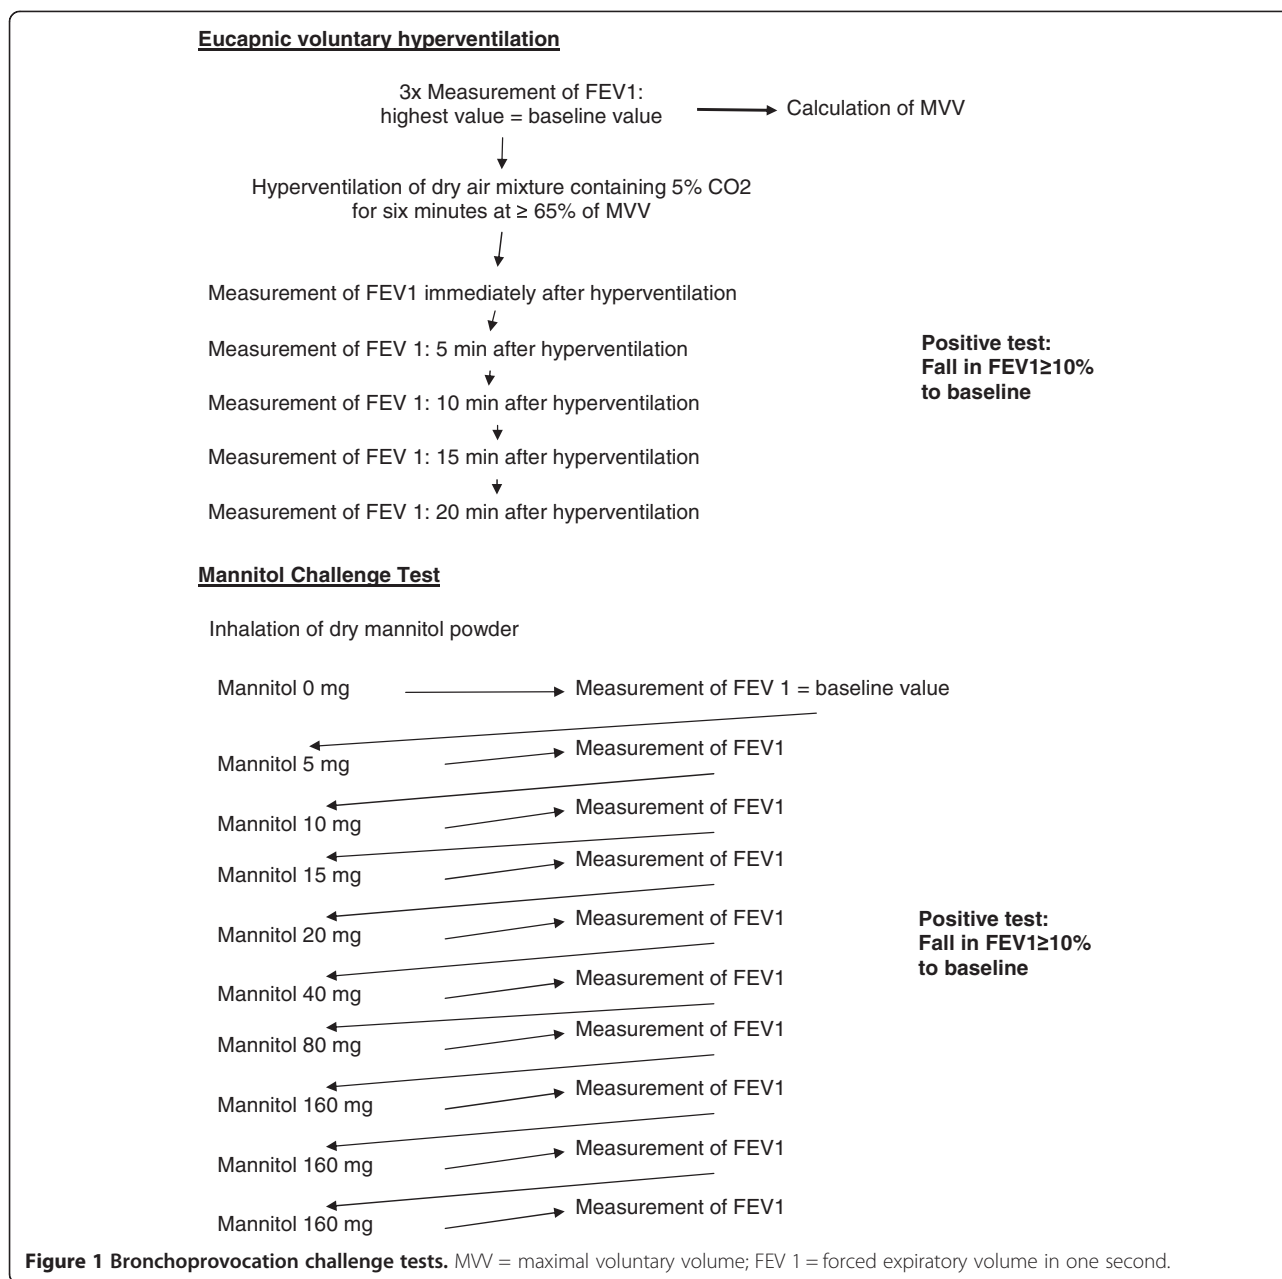 Eucapnic voluntary hyperventilation
3x Measurement of FEV1:
highest value = baseline value
Calculation of MVV
Hyperventilation of dry air mixture containing 5% CO2
for six minutes at ≥ 65% of MVV
Measurement of FEV1 immediately after hyperventilation
Measurement of FEV 1: 5 min after hyperventilation
Measurement of FEV 1: 10 min after hyperventilation
Measurement of FEV 1: 15 min after hyperventilation
Measurement of FEV 1: 20 min after hyperventilation
Positive test:
Fall in FEV1≥10%
to baseline
Mannitol Challenge Test
Inhalation of dry mannitol powder
Mannitol 0 mg
Measurement of FEV 1 = baseline value
Mannitol 5 mg
Measurement of FEV1
Mannitol 10 mg
Measurement of FEV1
Mannitol 15 mg
Measurement of FEV1
Mannitol 20 mg
Measurement of FEV1
Mannitol 40 mg
Measurement of FEV1
Mannitol 80 mg
Measurement of FEV1
Mannitol 160 mg
Measurement of FEV1
Mannitol 160 mg
Measurement of FEV1
Mannitol 160 mg
Measurement of FEV1
Positive test:
Fall in FEV1≥10%
to baseline
Figure 1 Bronchoprovocation challenge tests. MVV = maximal voluntary volume; FEV 1 = forced expiratory volume in one second.